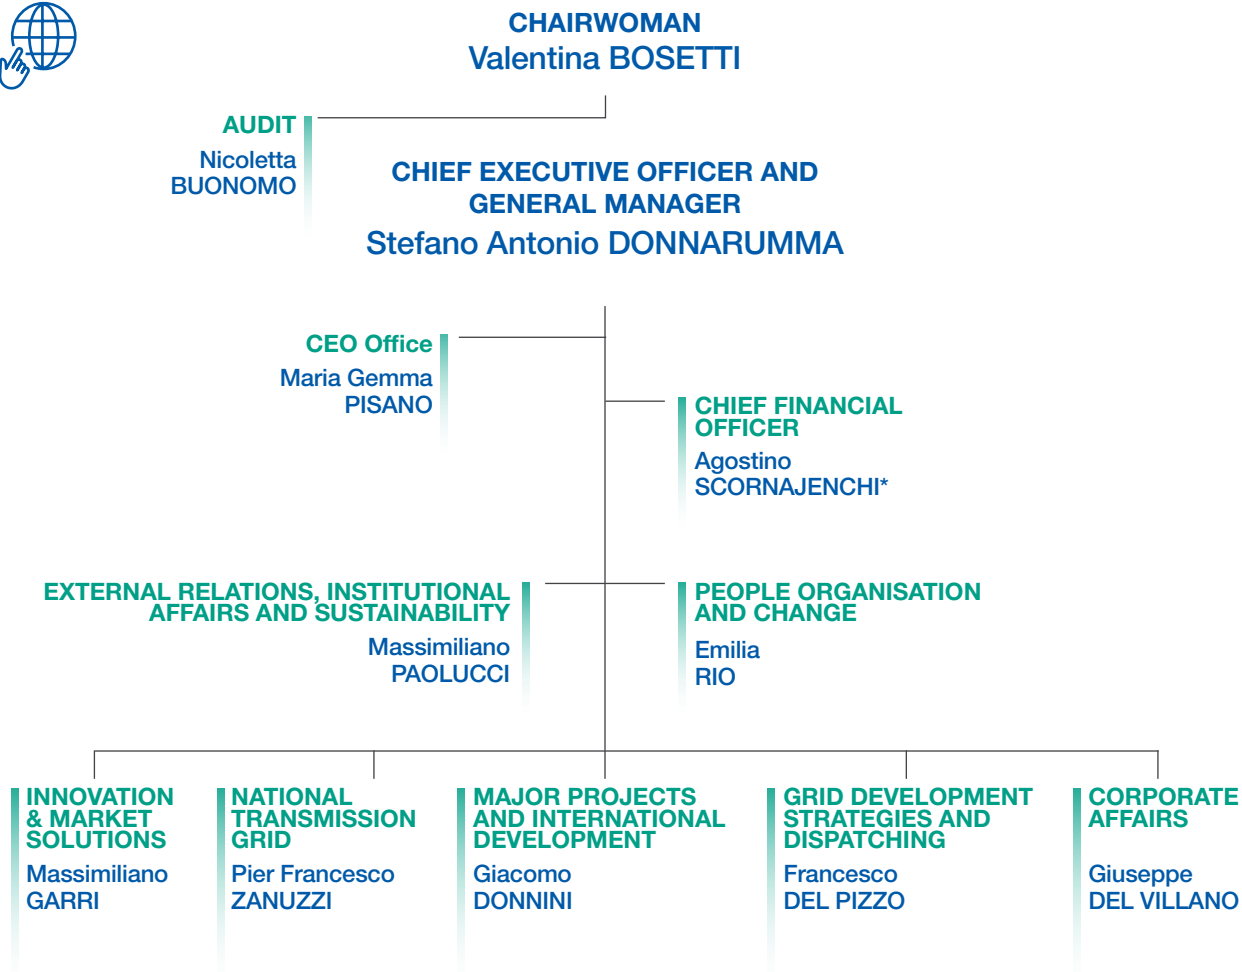 CHAIRWOMAN
Valentina BOSETTI
AUDIT
Nicoletta
BUONOMO
CHIEF EXECUTIVE OFFICER AND
GENERAL MANAGER
Stefano Antonio DONNARUMMA
CEO Office
Maria Gemma
PISANO
CHIEF FINANCIAL
OFFICER
Agostino
SCORNAJENCHI*
EXTERNAL RELATIONS, INSTITUTIONAL
AFFAIRS AND SUSTAINABILITY
Massimiliano
PAOLUCCI
PEOPLE ORGANISATION
AND CHANGE
Emilia
RIO
INNOVATION
& MARKET
SOLUTIONS
Massimiliano
GARRI
NATIONAL
TRANSMISSION
GRID
Pier Francesco
ZANUZZI
MAJOR PROJECTS
AND INTERNATIONAL
DEVELOPMENT
Giacomo
DONNINI
GRID DEVELOPMENT
STRATEGIES AND
DISPATCHING
Francesco
DEL PIZZO
CORPORATE
AFFAIRS
Giuseppe
DEL VILLANO